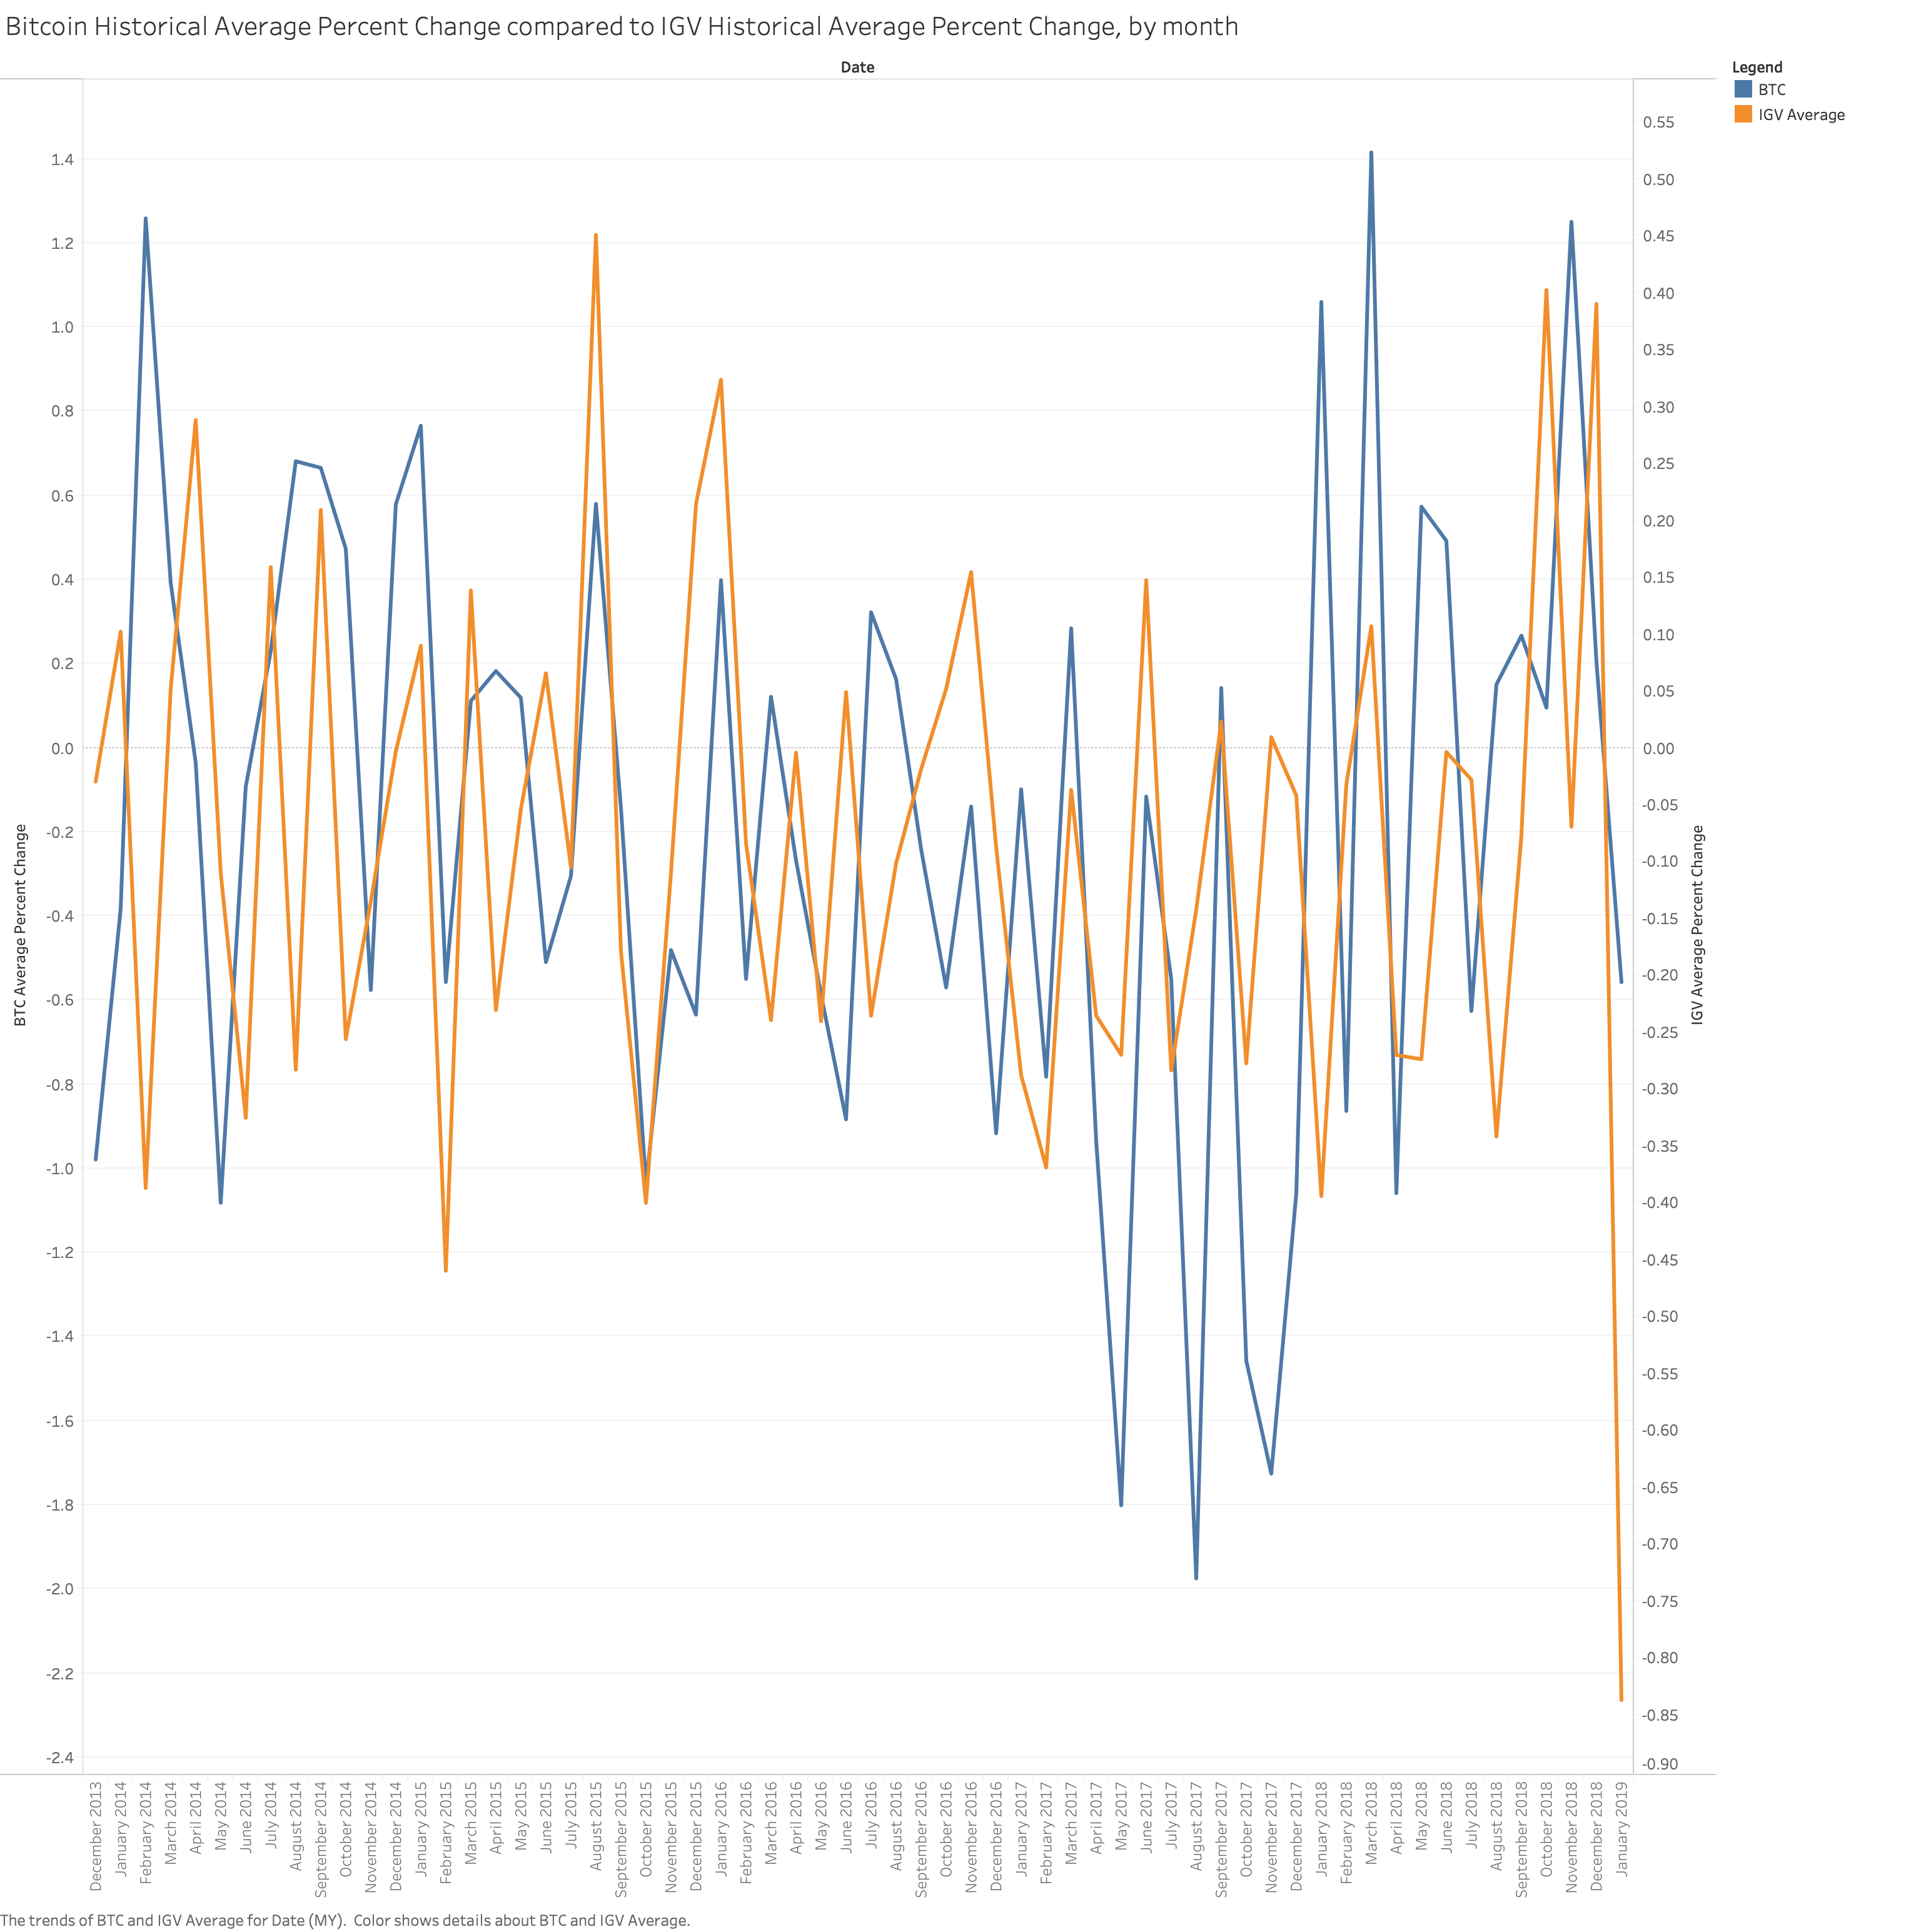 Bitcoin Historical Average Percent Change compared to IGV Historical Average Percent Change, by month
Date
Legend
BTC
IGV Average
BTC Average Percent Change
1.4
1.2
1.0
0.8
0.6
0.4
0.2
0.0
-0.2
-0.4
-0.6
-0.8
-1.0
-1.2
-1.4
-1.6
-1.8
-2.0
-2.2
-2.4
0.55
0.50
0.45
0.40
0.35
0.30
0.25
0.20
0.15
0.10
0.05
0.00
-0.05
-0.10
-0.15
-0.20
-0.25
-0.30
-0.35
-0.40
-0.45
-0.50
-0.55
-0.60
-0.65
-0.70
-0.75
-0.80
-0.85
-0.90
IGV Average Percent Change
December 2013
January 2014
February 2014
March 2014
April 2014
May 2014
June 2014
July 2014
August 2014
September 2014
October 2014
November 2014
December 2014
January 2015
February 2015
March 2015
April 2015
May 2015
June 2015
July 2015
August 2015
September 2015
October 2015
November 2015
December 2015
January 2016
February 2016
March 2016
April 2016
May 2016
June 2016
July 2016
August 2016
September 2016
October 2016
November 2016
December 2016
January 2017
February 2017
March 2017
April 2017
May 2017
June 2017
July 2017
August 2017
September 2017
October 2017
November 2017
December 2017
January 2018
February 2018
March 2018
April 2018
May 2018
June 2018
July 2018
August 2018
September 2018
October 2018
November 2018
December 2018
January 2019
The trends of BTC and IGV Average for Date (MY). Color shows details about BTC and IGV Average.